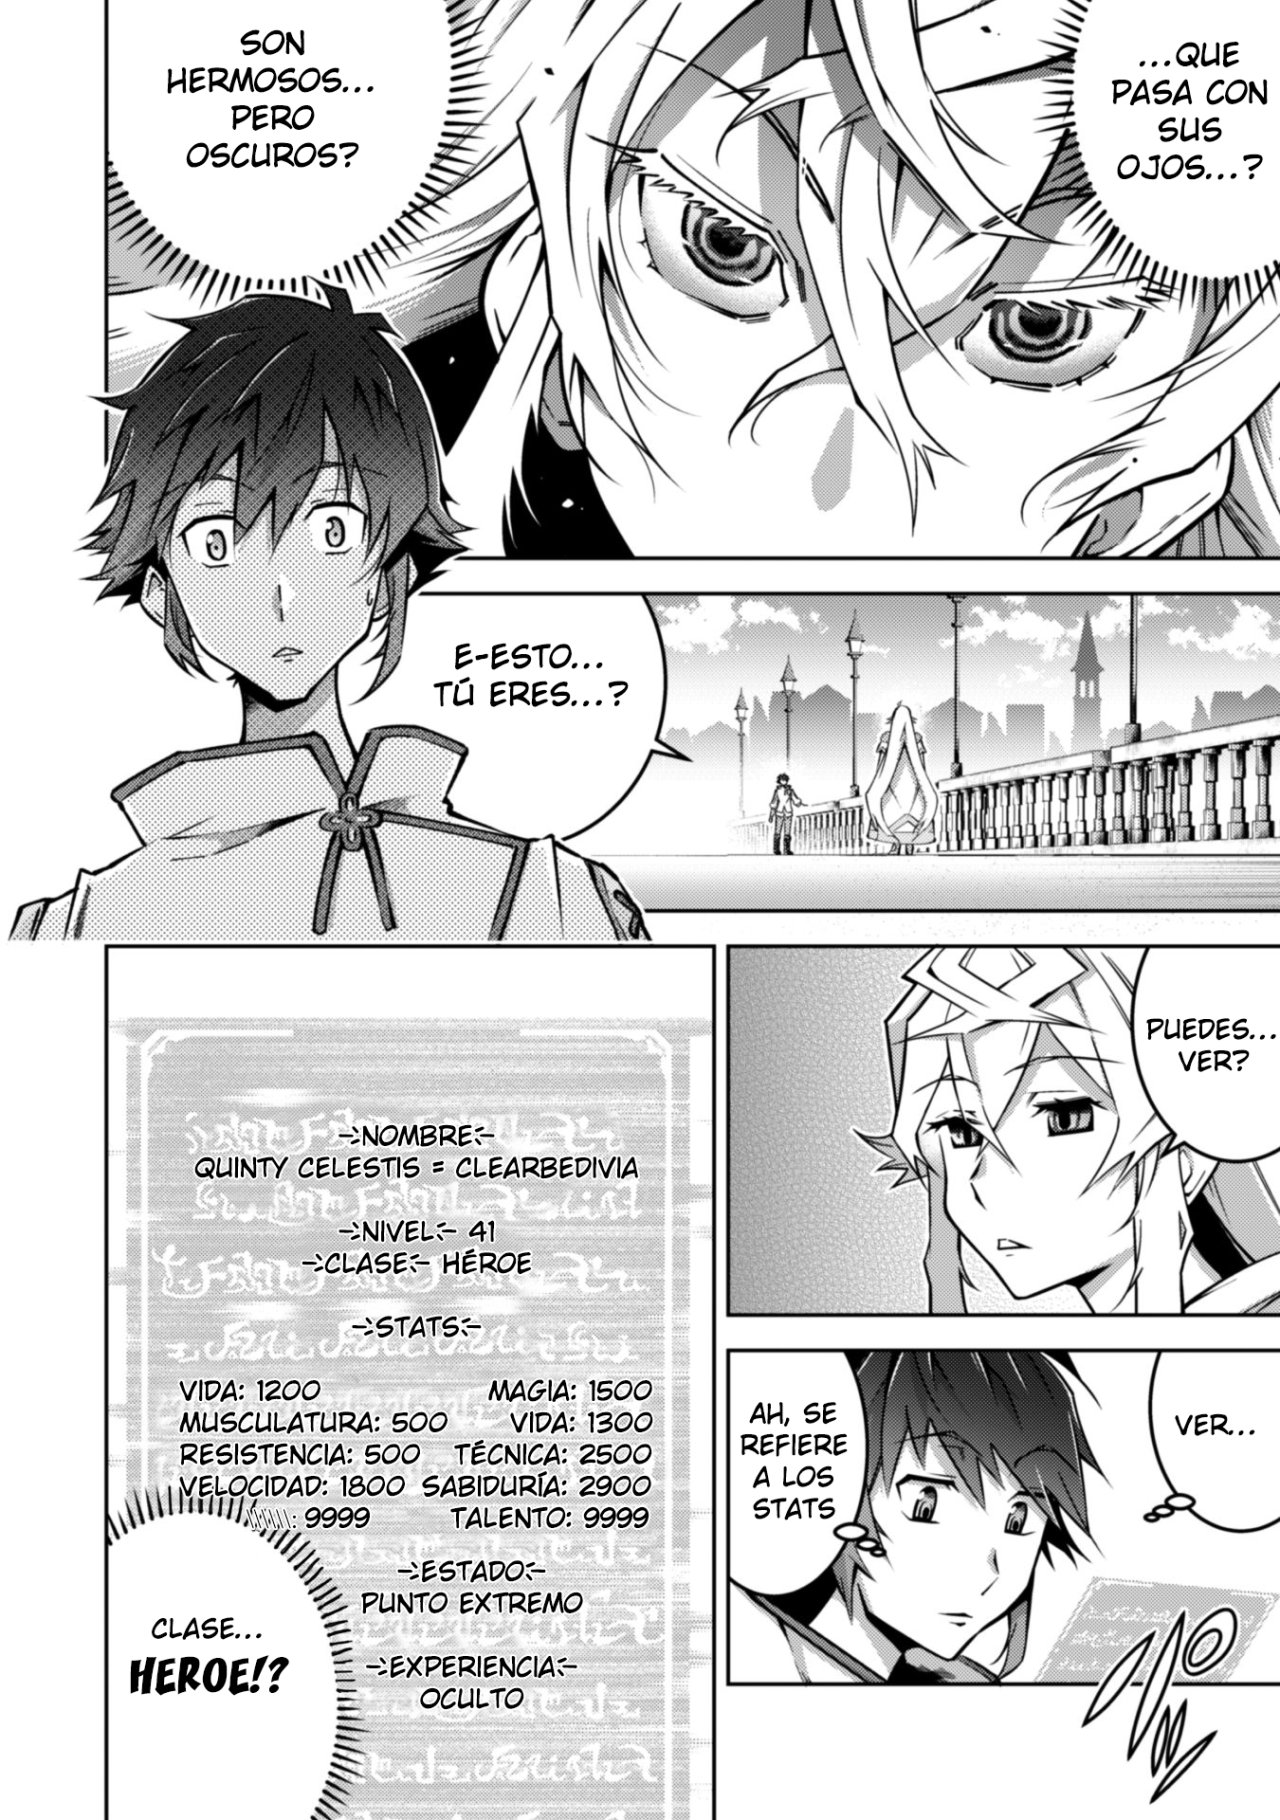 ...QUE
PASA CON
SUS
OJOS...?
SON
HERMOSOS...
PERO
OSCUROS?
E-ESTO...
TÚ ERES...?
PUEDES...
VER?
VER...
AH, SE
REFIERE
A LOS
STATS
NOMBRE
QUINTY CELESTIS = CLEARBEDIVIA
NIVEL 41
CLASE HÉROE
STATS
VIDA: 1200 MAGIA: 1500
MUSCULATURA: 500 VIDA: 1300
RESISTENCIA: 500 TÉCNICA: 2500
VELOCIDAD: 1800 SABIDURÍA: 2900
: 9999 TALENTO: 9999
ESTADO
PUNTO EXTREMO
EXPERIENCIA
OCULTO
CLASE...
HEROE!?